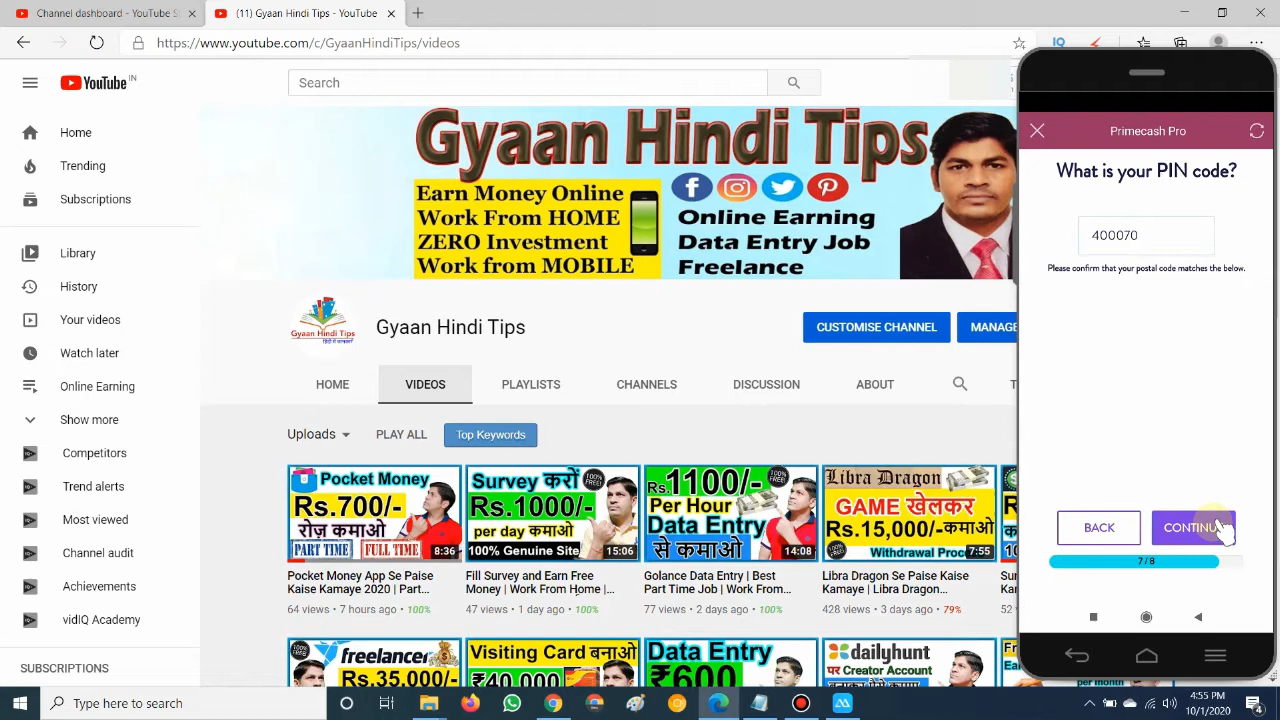 Channel dashboard - YouTube St
(11) Gyaan Hindi Tips - YouTube
https://www.youtube.com/c/GyaanHindiTips/videos
YouTube IN
Search
Home
Trending
Subscriptions
Library
History
Your videos
Watch later
Online Earning
Show more
Competitors
Trend alerts
Most viewed
Channel audit
Achievements
vidIQ Academy
SUBSCRIPTIONS
Gyaan Hindi Tips
Earn Money Online
Work From HOME
ZERO Investment
Work from MOBILE
Online Earning
Data Entry Job
Freelance
Gyaan Hindi Tips
Gyaan Hindi Tips
CUSTOMISE CHANNEL
MANAGE
HOME
VIDEOS
PLAYLISTS
CHANNELS
DISCUSSION
ABOUT
Uploads
PLAY ALL
Top Keywords
Pocket Money
Rs.700/-
रोज़ कमाओ
PART TIME
FULL TIME
8:36
Pocket Money App Se Paise
Kaise Kamaye 2020 | Part...
64 views • 7 hours ago • 100%
Survey करों
100% FREE!
Rs.1000/-
per day कमाओ
100% Genuine Site
15:06
Fill Survey and Earn Free
Money | Work From Home |...
47 views • 1 day ago • 100%
Rs.1100/-
100% FREE!
Per Hour
Data Entry
से कमाओ
14:08
Golance Data Entry | Best
Part Time Job | Work From...
77 views • 2 days ago • 100%
Libra Dragon
GAME खेलकर
Rs.15,000/-कमाओ
Withdrawal Proc
7:55
Libra Dragon Se Paise Kaise
Kamaye | Libra Dragon...
428 views • 3 days ago • 79%
freelancer
Rs.35,000/-
Visiting Card बनाओ
₹40,000
Data Entry
₹600
dailyhunt
पर Creator Account
Primecash Pro
What is your PIN code?
400070
Please confirm that your postal code matches the below.
BACK
CONTINU
7 / 8
Type here to search
4:55 PM
10/1/2020